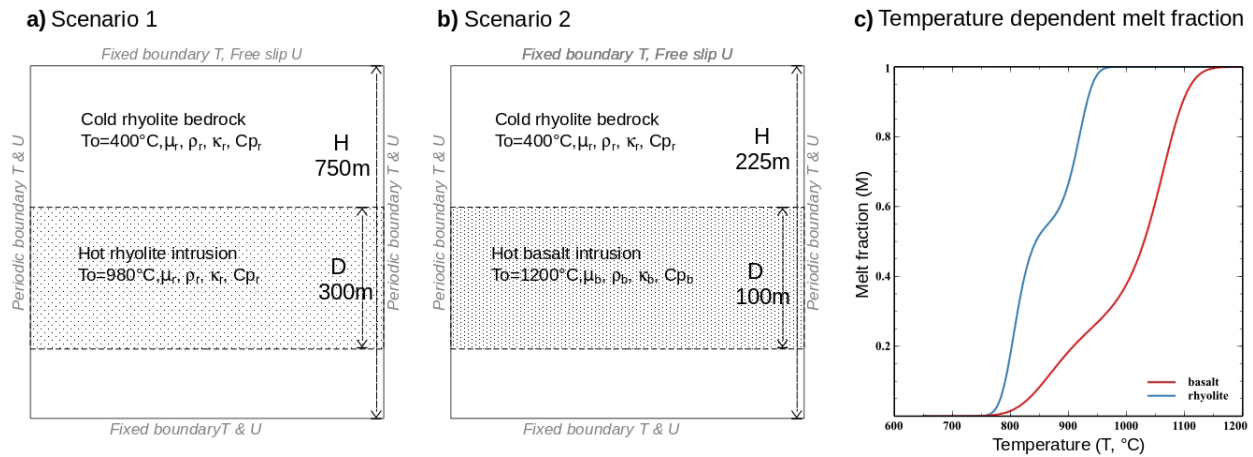 a) Scenario 1
Fixed boundary T, Free slip U
Periodic boundary T & U
Cold rhyolite bedrock
To=400°C,μr, ρr, κr, Cpr
H
750m
Hot rhyolite intrusion
To=980°C,μr, ρr, κr, Cpr
D
300m
Periodic boundary T & U
Fixed boundaryT & U
b) Scenario 2
Fixed boundary T, Free slip U
Periodic boundary T & U
Cold rhyolite bedrock
To=400°C,μr, ρr, κr, Cpr
H
225m
Hot basalt intrusion
To=1200°C,μb, ρb, κb, Cpb
D
100m
Periodic boundary T & U
Fixed boundary T & U
c) Temperature dependent melt fraction
Melt fraction (M)
1
0.8
0.6
0.4
0.2
basalt
rhyolite
600
700
800
900
1000
1100
1200
Temperature (T, °C)